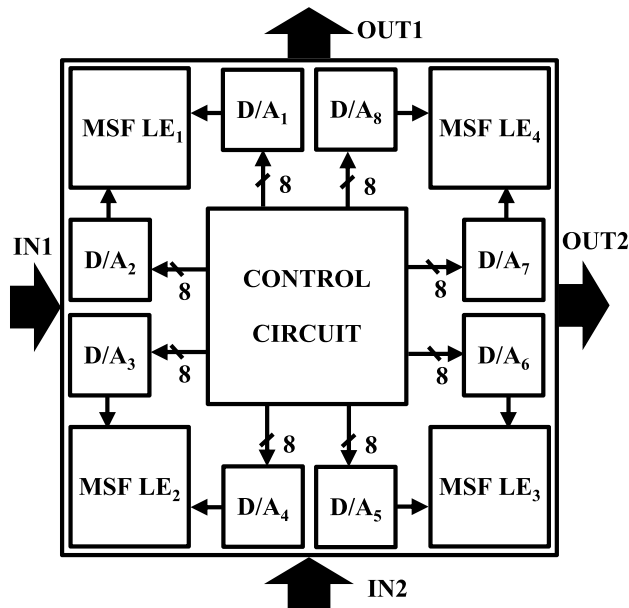 OUT1
MSF LE₁
D/A₁
D/A₈
MSF LE₄
8
8
IN1
OUT2
D/A₂
8
CONTROL
CIRCUIT
8
D/A₇
D/A₃
8
8
D/A₆
8
8
MSF LE₂
D/A₄
D/A₅
MSF LE₃
IN2